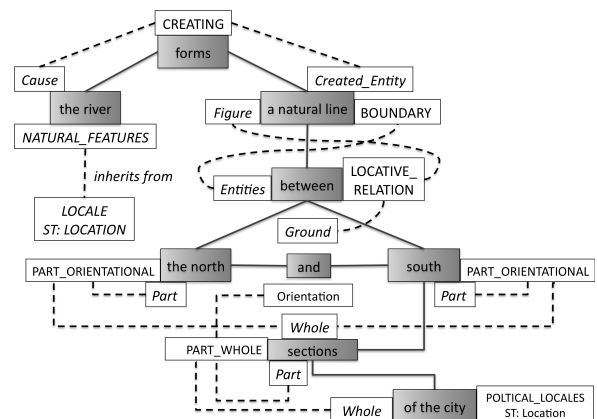 CREATING
forms
Cause
Created_Entity
the river
Figure
a natural line
BOUNDARY
NATURAL_FEATURES
inherits from
Entities
between
LOCATIVE_
RELATION
LOCALE
ST: LOCATION
Ground
PART_ORIENTATIONAL
the north
and
south
PART_ORIENTATIONAL
Part
Orientation
Part
Whole
PART_WHOLE
sections
Part
Whole
of the city
POLTICAL_LOCALES
ST: Location